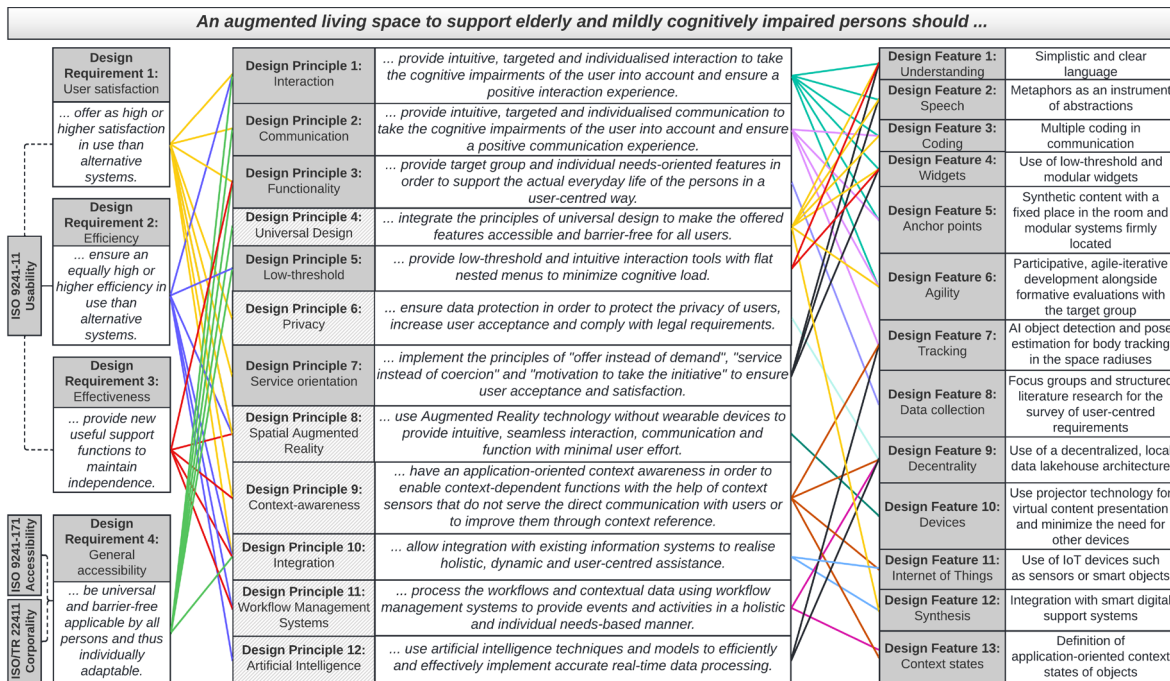 An augmented living space to support elderly and mildly cognitively impaired persons should ...
ISO 9241-11
Usability
ISO 9241-171
Accessibility
ISO/TR 22411
Corporality
Design
Requirement 1:
User satisfaction
... offer as high or
higher satisfaction
in use than
alternative
systems.
Design
Requirement 2:
Efficiency
... ensure an
equally high or
higher efficiency in
use than
alternative
systems.
Design
Requirement 3:
Effectiveness
... provide new
useful support
functions to
maintain
independence.
Design
Requirement 4:
General
accessibility
... be universal
and barrier-free
applicable by all
persons and thus
individually
adaptable.
Design Principle 1:
Interaction
... provide intuitive, targeted and individualised interaction to take
the cognitive impairments of the user into account and ensure a
positive interaction experience.
Design Principle 2:
Communication
... provide intuitive, targeted and individualised communication to
take the cognitive impairments of the user into account and ensure
a positive communication experience.
Design Principle 3:
Functionality
... provide target group and individual needs-oriented features in
order to support the actual everyday life of the persons in a
user-centred way.
Design Principle 4:
Universal Design
... integrate the principles of universal design to make the offered
features accessible and barrier-free for all users.
Design Principle 5:
Low-threshold
... provide low-threshold and intuitive interaction tools with flat
nested menus to minimize cognitive load.
Design Principle 6:
Privacy
... ensure data protection in order to protect the privacy of users,
increase user acceptance and comply with legal requirements.
Design Principle 7:
Service orientation
... implement the principles of "offer instead of demand", "service
instead of coercion" and "motivation to take the initiative" to ensure
user acceptance and satisfaction.
Design Principle 8:
Spatial Augmented
Reality
... use Augmented Reality technology without wearable devices to
provide intuitive, seamless interaction, communication and
function with minimal user effort.
Design Principle 9:
Context-awareness
... have an application-oriented context awareness in order to
enable context-dependent functions with the help of context
sensors that do not serve the direct communication with users or
to improve them through context reference.
Design Principle 10:
Integration
... allow integration with existing information systems to realise
holistic, dynamic and user-centred assistance.
Design Principle 11:
Workflow Management
Systems
... process the workflows and contextual data using workflow
management systems to provide events and activities in a holistic
and individual needs-based manner.
Design Principle 12:
Artificial Intelligence
... use artificial intelligence techniques and models to efficiently
and effectively implement accurate real-time data processing.
Design Feature 1:
Understanding
Simplistic and clear
language
Design Feature 2:
Speech
Metaphors as an instrument
of abstractions
Design Feature 3:
Coding
Multiple coding in
communication
Design Feature 4:
Widgets
Use of low-threshold and
modular widgets
Design Feature 5:
Anchor points
Synthetic content with a
fixed place in the room and
modular systems firmly
located
Design Feature 6:
Agility
Participative, agile-iterative
development alongside
formative evaluations with
the target group
Design Feature 7:
Tracking
AI object detection and pose
estimation for body tracking
in the space radiuses
Design Feature 8:
Data collection
Focus groups and structured
literature research for the
survey of user-centred
requirements
Design Feature 9:
Decentrality
Use of a decentralized, local
data lakehouse architecture
Design Feature 10:
Devices
Use projector technology for
virtual content presentation
and minimize the need for
other devices
Design Feature 11:
Internet of Things
Use of IoT devices such
as sensors or smart objects
Design Feature 12:
Synthesis
Integration with smart digital
support systems
Design Feature 13:
Context states
Definition of
application-oriented context
states of objects